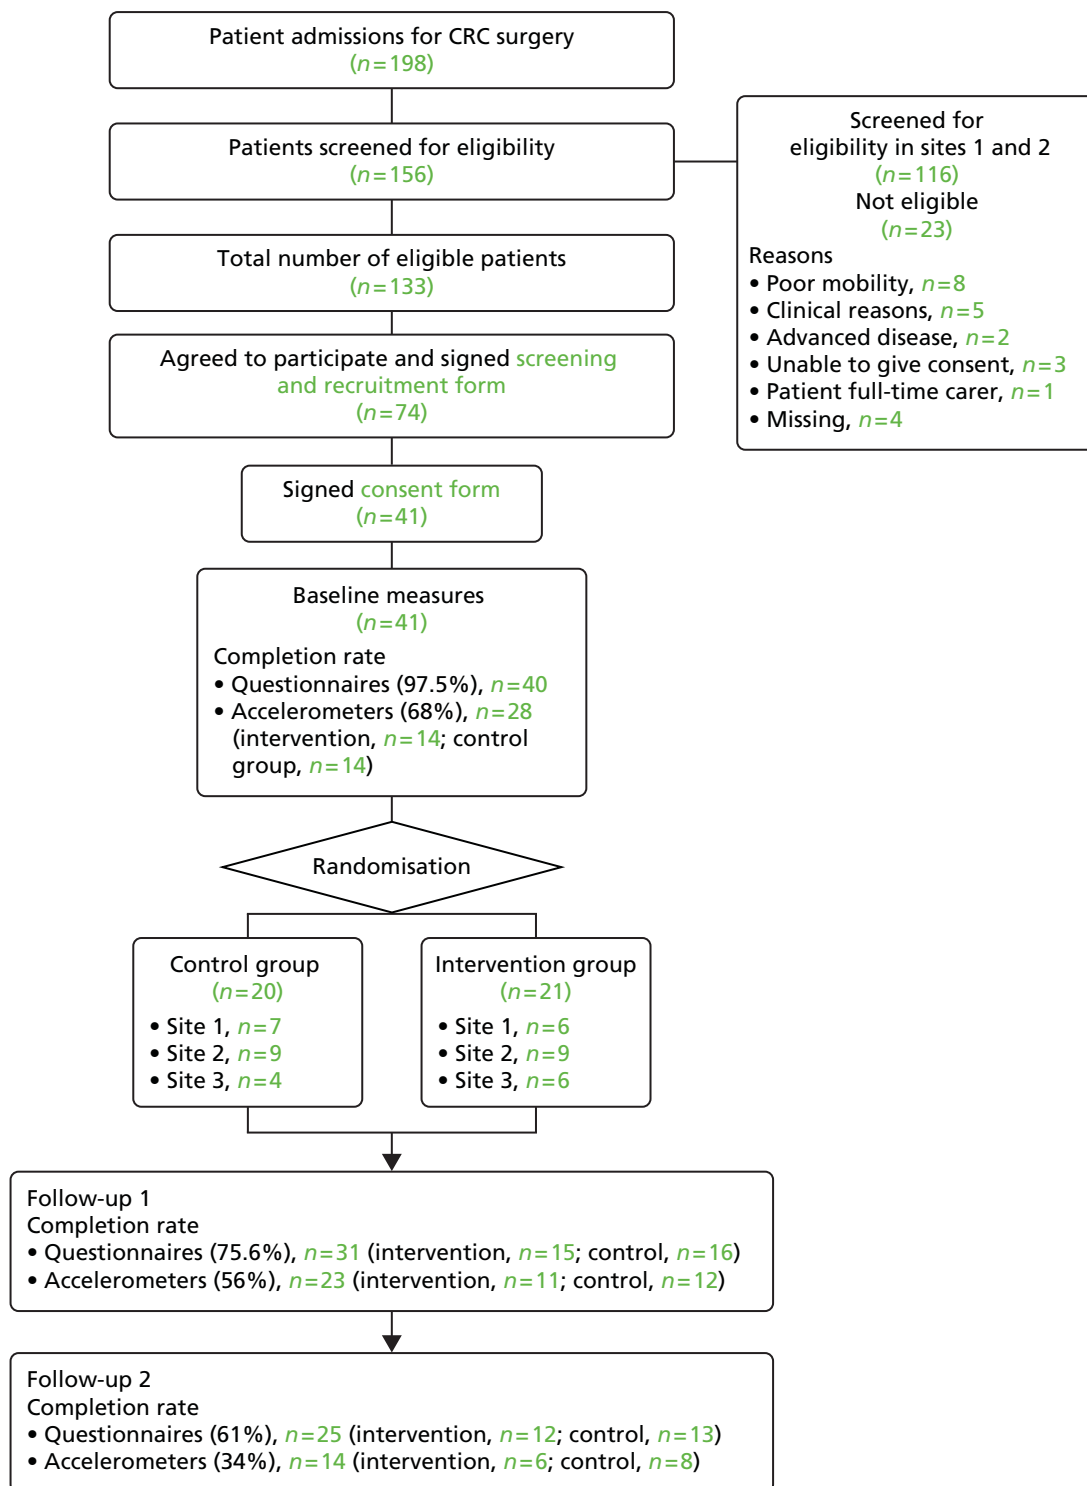 Patient admissions for CRC surgery
(n=198)
Patients screened for eligibility
(n=156)
Screened for
eligibility in sites 1 and 2
(n=116)
Not eligible
(n=23)
Reasons
• Poor mobility, n=8
• Clinical reasons, n=5
• Advanced disease, n=2
• Unable to give consent, n=3
• Patient full-time carer, n=1
• Missing, n=4
Total number of eligible patients
(n=133)
Agreed to participate and signed screening
and recruitment form
(n=74)
Signed consent form
(n=41)
Baseline measures
(n=41)
Completion rate
• Questionnaires (97.5%), n=40
• Accelerometers (68%), n=28
(intervention, n=14; control
group, n=14)
Randomisation
Control group
(n=20)
• Site 1, n=7
• Site 2, n=9
• Site 3, n=4
Intervention group
(n=21)
• Site 1, n=6
• Site 2, n=9
• Site 3, n=6
Follow-up 1
Completion rate
• Questionnaires (75.6%), n=31 (intervention, n=15; control, n=16)
• Accelerometers (56%), n=23 (intervention, n=11; control, n=12)
Follow-up 2
Completion rate
• Questionnaires (61%), n=25 (intervention, n=12; control, n=13)
• Accelerometers (34%), n=14 (intervention, n=6; control, n=8)